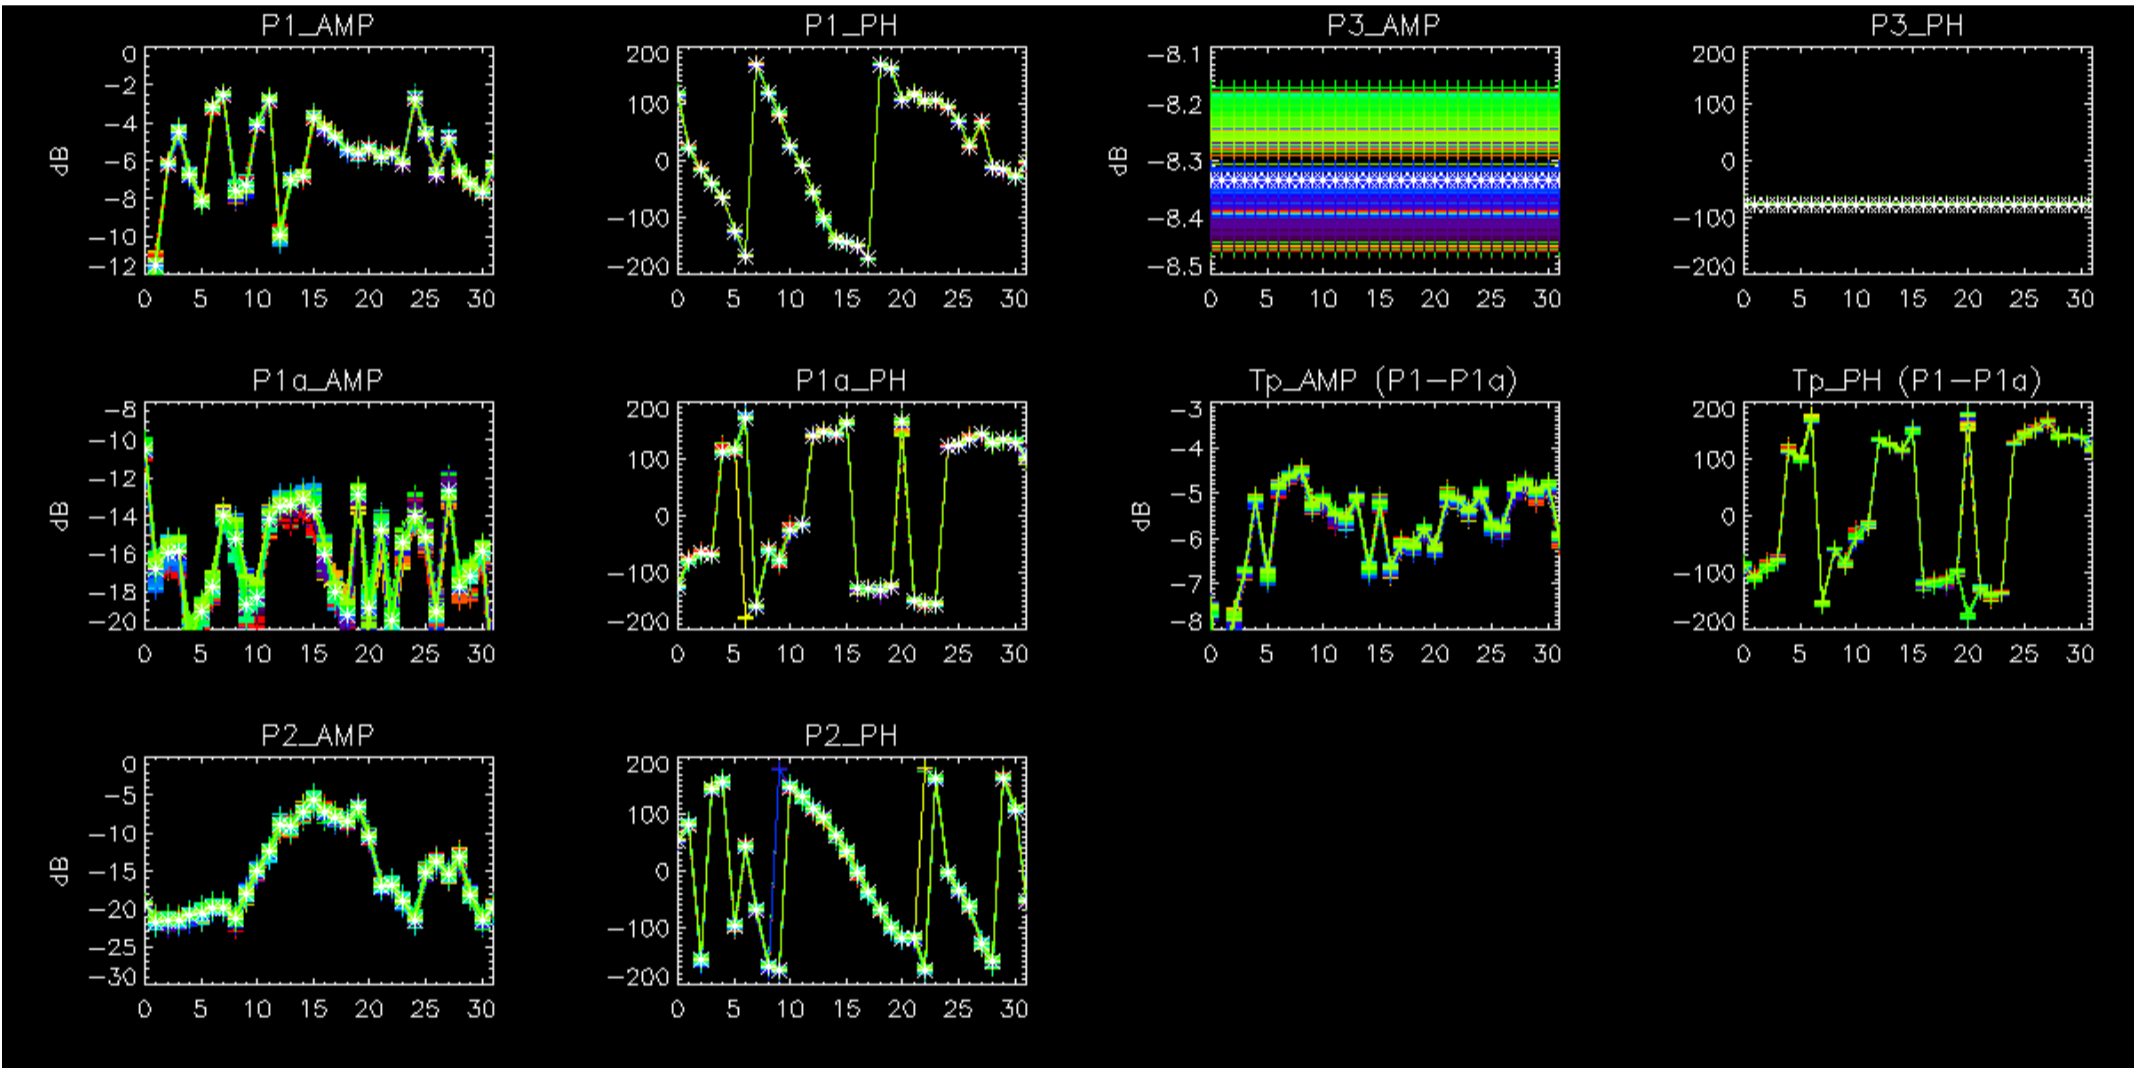 P1_AMP
P1_PH
P3_AMP
P3_PH
0
-2
-4
-6
-8
-10
-12
dB
0 5 10 15 20 25 30
200
100
0
-100
-200
0 5 10 15 20 25 30
-8.1
-8.2
-8.3
-8.4
-8.5
dB
0 5 10 15 20 25 30
200
100
0
-100
-200
0 5 10 15 20 25 30
P1a_AMP
P1a_PH
Tp_AMP (P1-P1a)
Tp_PH (P1-P1a)
-8
-10
-12
-14
-16
-18
-20
dB
0 5 10 15 20 25 30
200
100
0
-100
-200
0 5 10 15 20 25 30
-3
-4
-5
-6
-7
-8
dB
0 5 10 15 20 25 30
200
100
0
-100
-200
0 5 10 15 20 25 30
P2_AMP
P2_PH
0
-5
-10
-15
-20
-25
-30
dB
0 5 10 15 20 25 30
200
100
0
-100
-200
0 5 10 15 20 25 30